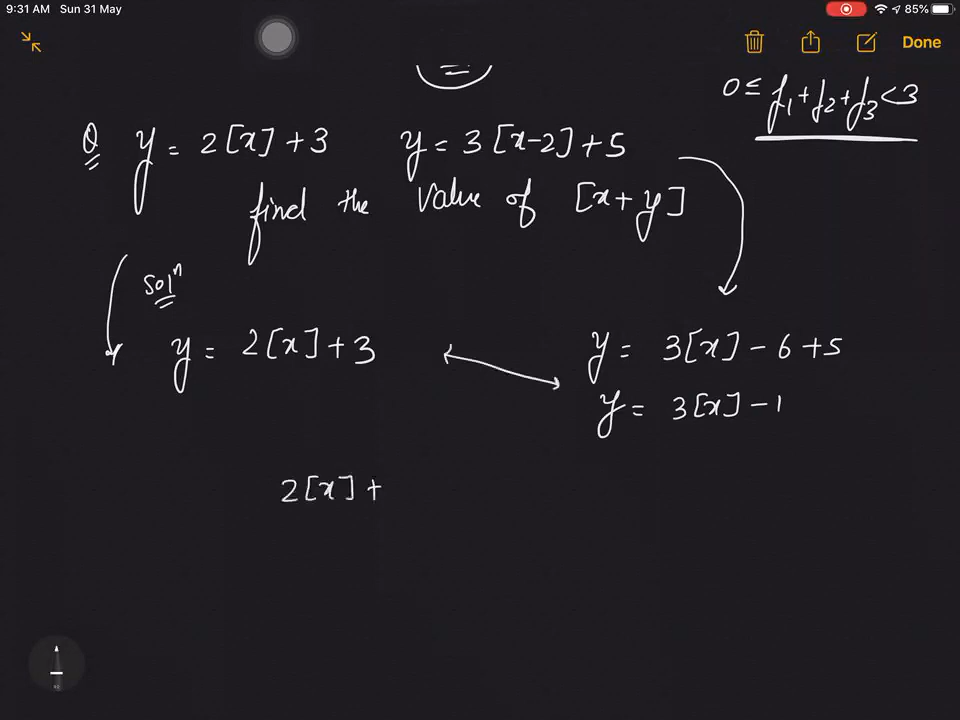 9:31 AM Sun 31 May 85%
Done
0 ≤ f₁ + f₂ + f₃ < 3
Q y = 2[x] + 3 y = 3[x-2] + 5
find the value of [x+y]
Solⁿ
y = 2[x] + 3 y = 3[x] - 6 + 5
y = 3[x] - 1
2[x] +